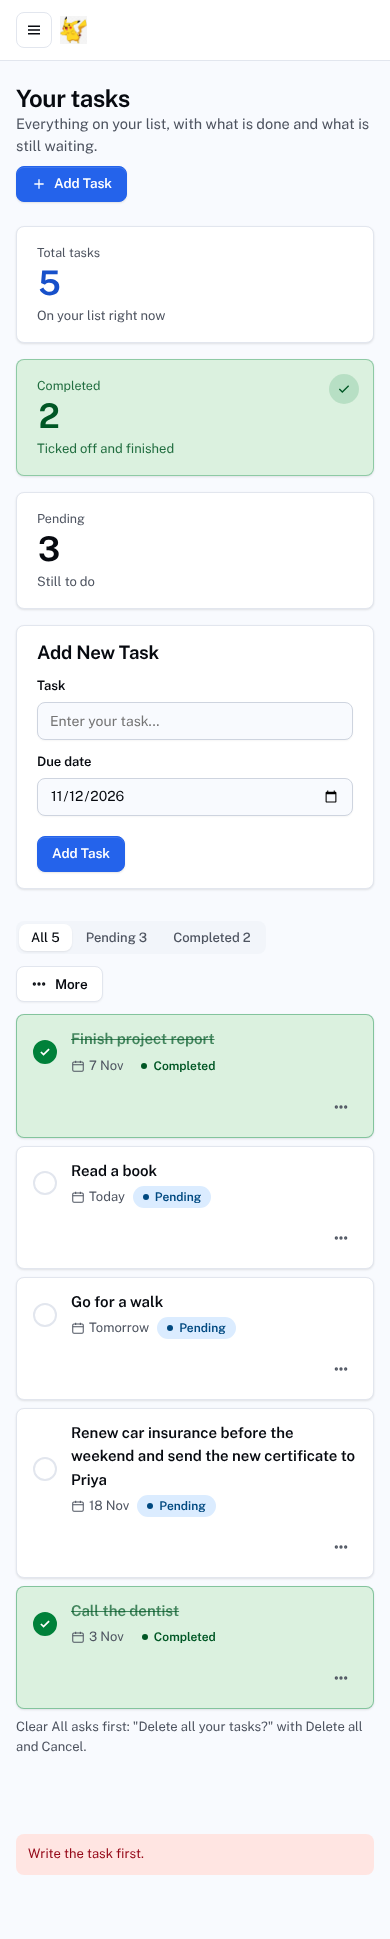 Your tasks
Everything on your list, with what is done and what is
still waiting.
Add Task
Total tasks
5
On your list right now
Completed
2
Ticked off and finished
Pending
3
Still to do
Add New Task
Task
Enter your task...
Due date
11/12/2026
Add Task
All 5 Pending 3 Completed 2
More
Finish project report
7 Nov Completed
Read a book
Today Pending
Go for a walk
Tomorrow Pending
Renew car insurance before the
weekend and send the new certificate to
Priya
18 Nov Pending
Call the dentist
3 Nov Completed
Clear All asks first: "Delete all your tasks?" with Delete all
and Cancel.
Write the task first.